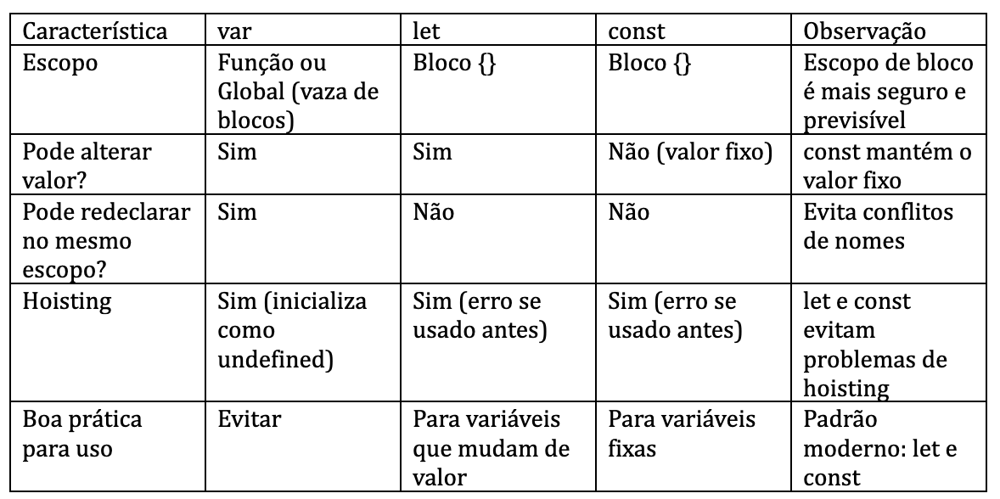 Característica var let const Observação
Escopo Função ou Bloco {} Bloco {} Escopo de bloco
Global (vaza de é mais seguro e
blocos) previsível
Pode alterar Sim Sim Não (valor fixo) const mantém o
valor? valor fixo
Pode redeclarar Sim Não Não Evita conflitos
no mesmo de nomes
escopo?
Hoisting Sim (inicializa Sim (erro se Sim (erro se let e const
como usado antes) usado antes) evitam
undefined) problemas de
hoisting
Boa prática Evitar Para variáveis Para variáveis Padrão
para uso que mudam de fixas moderno: let e
valor const